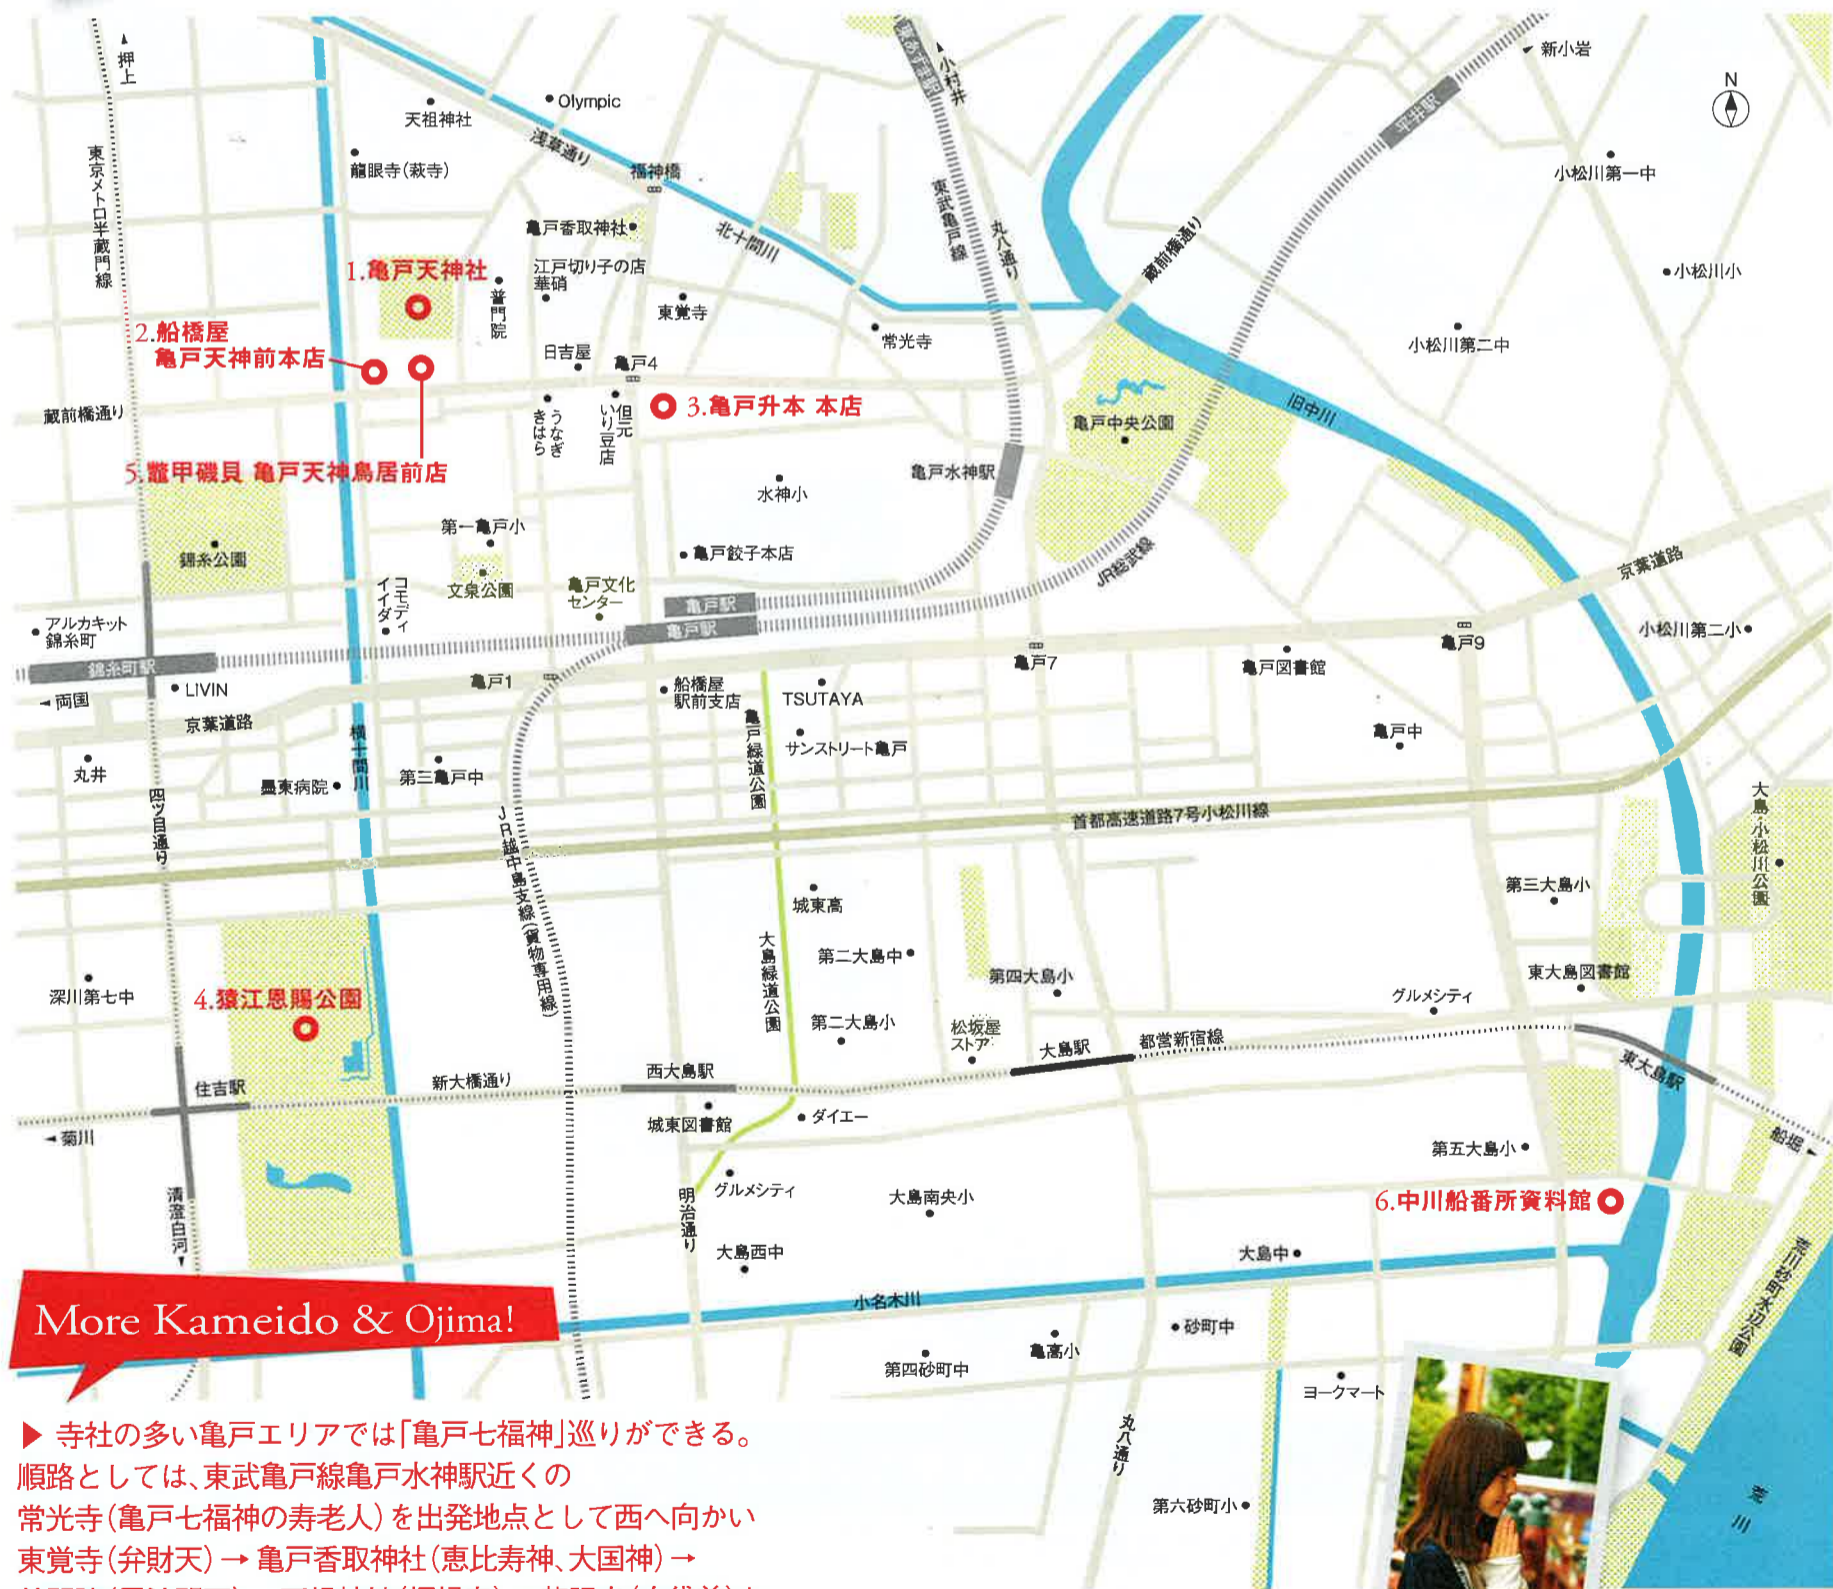 押上
小村井
新小岩
N
平井駅
Olympic
天祖神社
浅草通り
龍眼寺(萩寺)
福神橋
東京メトロ半蔵門線
小松川第一中
亀戸香取神社
北十間川
東武亀戸線
丸八通り
蔵前橋通り
小松川小
1.亀戸天神社
江戸切り子の店
華硝
普門院
東覚寺
常光寺
小松川第二中
2.船橋屋
亀戸天神前本店
日吉屋
亀戸4
蔵前橋通り
うなぎ
きはら
但元
いり豆店
3.亀戸升本 本店
亀戸中央公園
旧中川
5.鼈甲磯貝 亀戸天神鳥居前店
亀戸水神駅
水神小
第一亀戸小
錦糸公園
亀戸餃子本店
JR総武線
京葉道路
コモディ
イイダ
文泉公園
亀戸文化
センター
亀戸駅
亀戸駅
アルカキット
錦糸町
錦糸町駅
小松川第二小
亀戸9
亀戸7
亀戸図書館
両国
LIVIN
亀戸1
船橋屋
駅前支店
TSUTAYA
京葉道路
横十間川
亀戸緑道公園
サンストリート亀戸
亀戸中
丸井
墨東病院
第三亀戸中
四ツ目通り
JR越中島支線(貨物専用線)
首都高速道路7号小松川線
大島小松川公園
城東高
第三大島小
大島緑道公園
第二大島中
第四大島小
東大島図書館
深川第七中
4.猿江恩賜公園
第二大島小
松坂屋
ストア
グルメシティ
大島駅
都営新宿線
東大島駅
住吉駅
新大橋通り
西大島駅
菊川
城東図書館
ダイエー
第五大島小
船堀
清澄白河
明治通り
グルメシティ
大島南央小
6.中川船番所資料館
大島西中
大島中
荒川砂町水辺公園
小名木川
More Kameido & Ojima!
砂町中
亀高小
第四砂町中
ヨークマート
丸八通り
第六砂町小
荒川
▶ 寺社の多い亀戸エリアでは「亀戸七福神」巡りができる。
順路としては、東武亀戸線亀戸水神駅近くの
常光寺(亀戸七福神の寿老人)を出発地点として西へ向かい
東覚寺(弁財天)→ 亀戸香取神社(恵比寿神、大国神)→